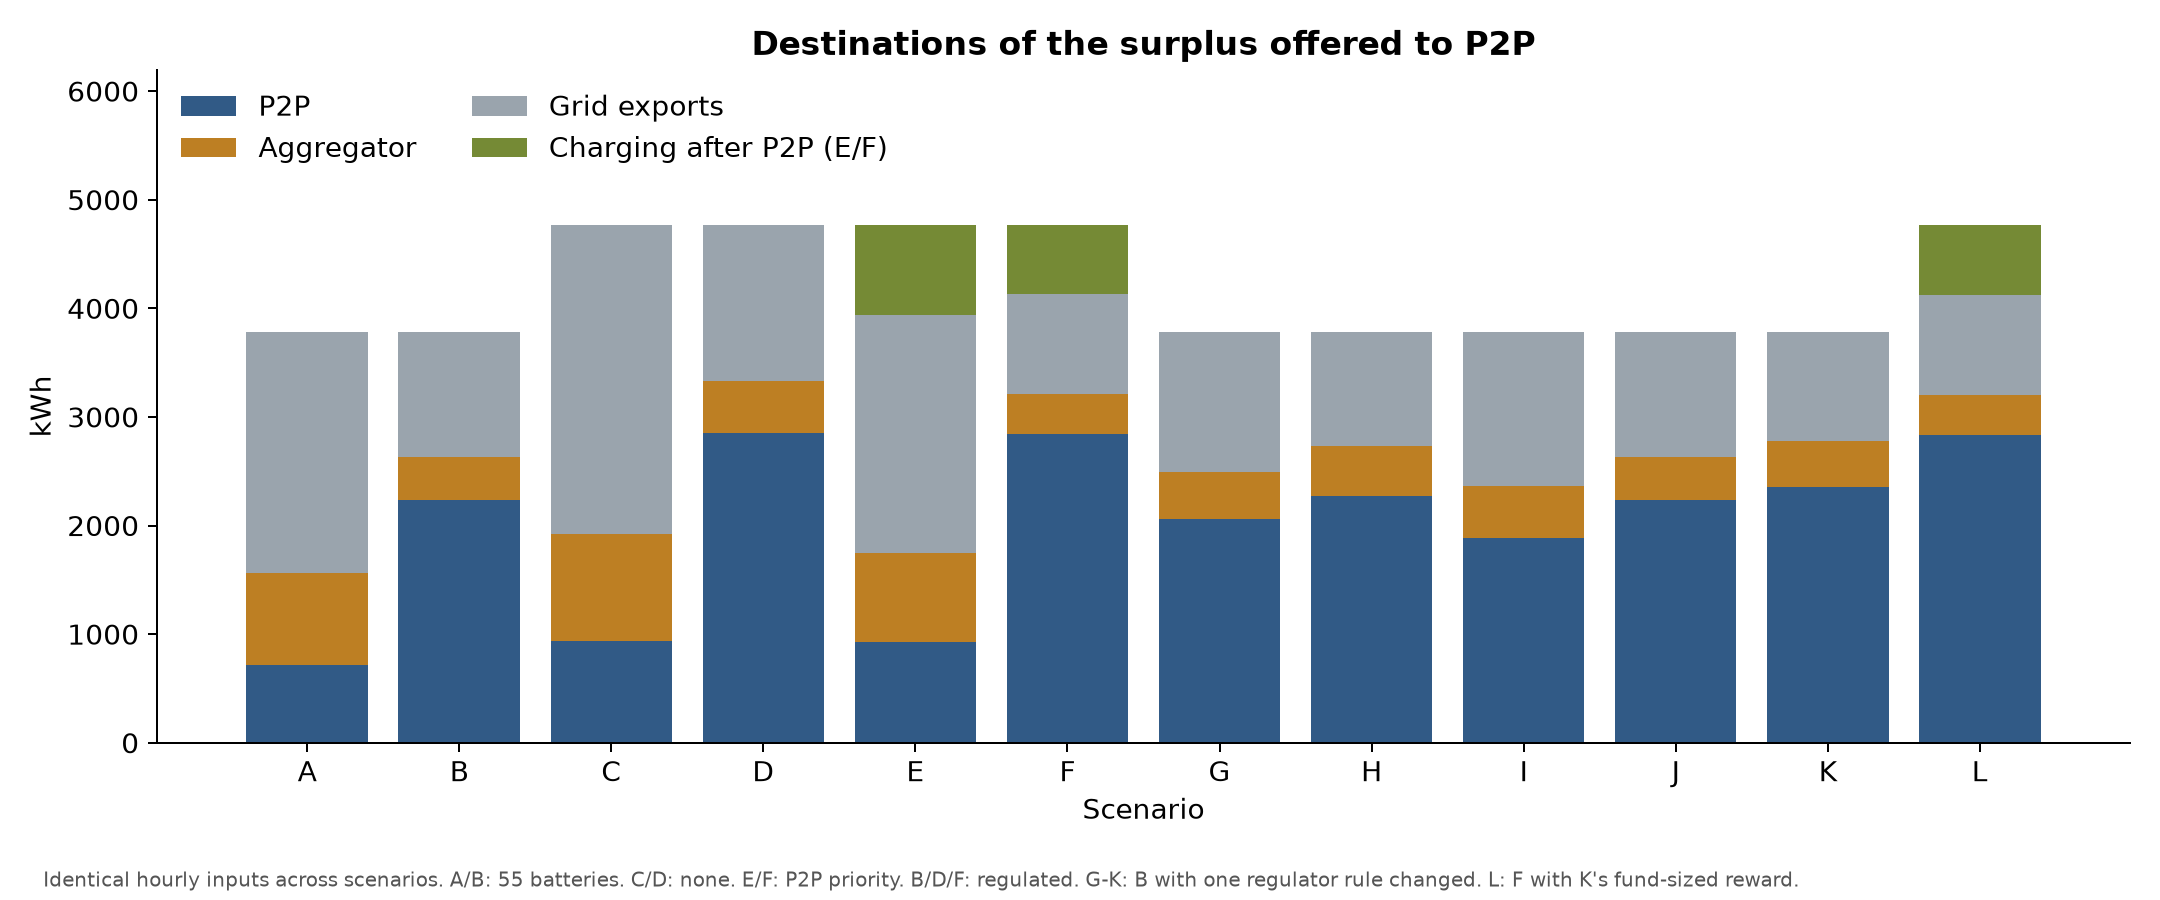 Destinations of the surplus offered to P2P
P2P
Aggregator
Grid exports
Charging after P2P (E/F)
kWh
6000
5000
4000
3000
2000
1000
0
A B C D E F G H I J K L
Scenario
Identical hourly inputs across scenarios. A/B: 55 batteries. C/D: none. E/F: P2P priority. B/D/F: regulated. G-K: B with one regulator rule changed. L: F with K's fund-sized reward.